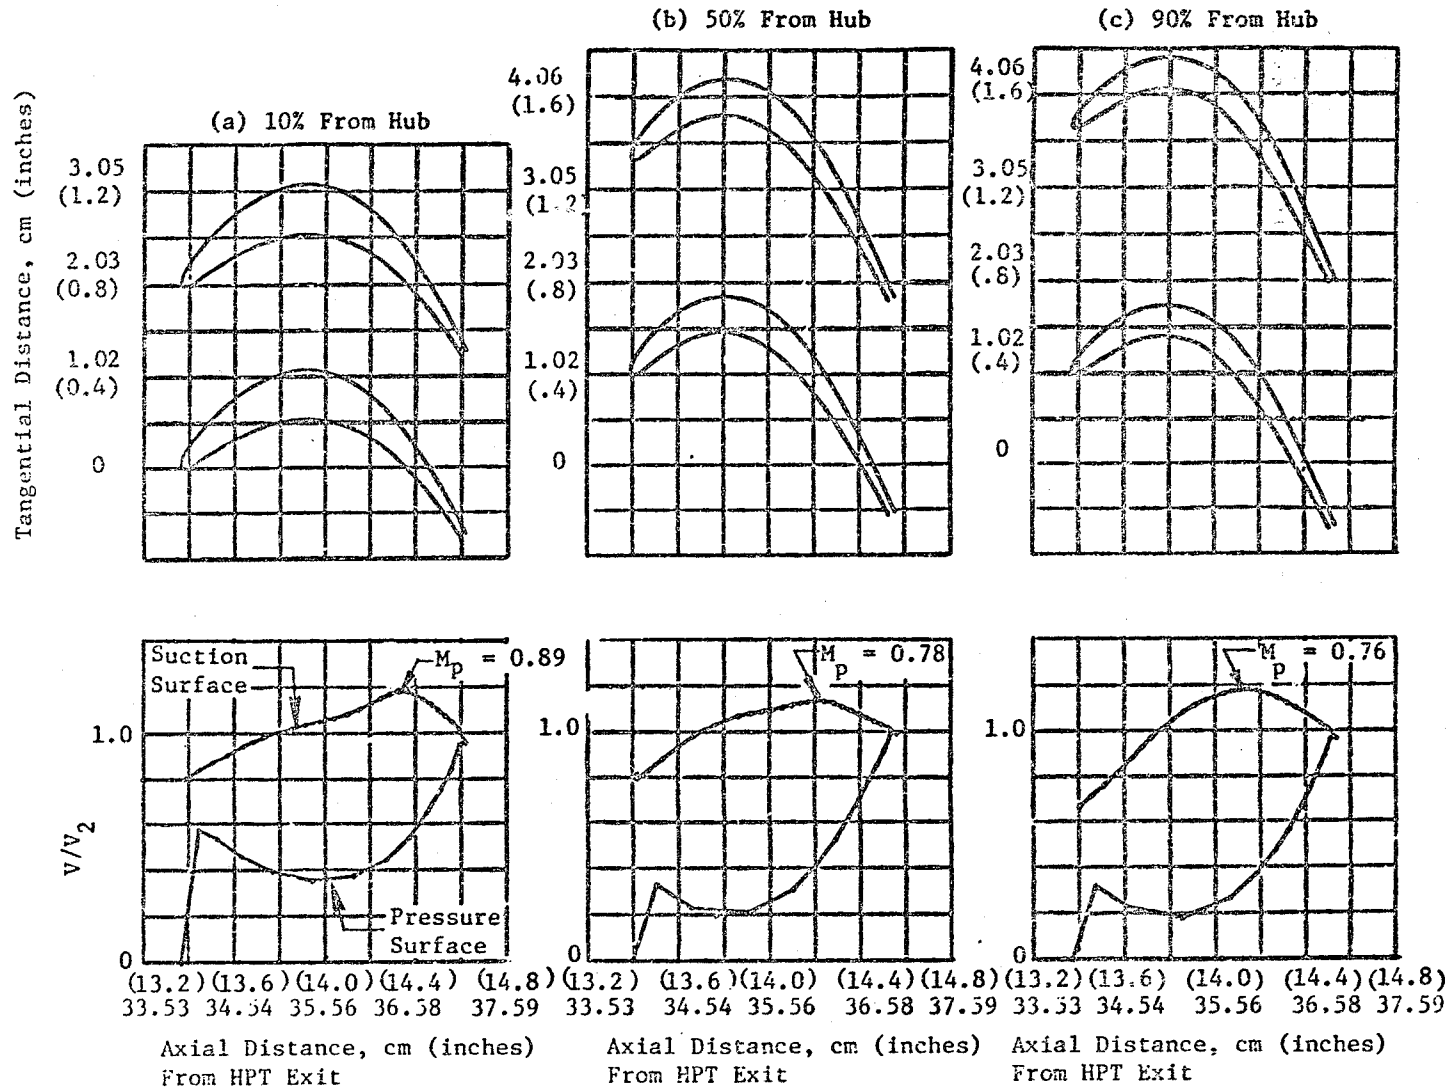 (b) 50% From Hub
(c) 90% From Hub
(a) 10% From Hub
Tangential Distance, cm (inches)
3.05
(1.2)
2.03
(0.8)
1.02
(0.4)
0
4.06
(1.6)
3.05
(1.2)
2.03
(.8)
1.02
(.4)
0
4.06
(1.6)
3.05
(1.2)
2.03
(.8)
1.02
(.4)
0
Suction
Surface
Mp = 0.89
Mp = 0.78
Mp = 0.76
1.0
1.0
1.0
V/V2
Pressure
Surface
0
0
0
(13.2) (13.6) (14.0) (14.4) (14.8)
33.53 34.54 35.56 36.58 37.59
(13.2) (13.6) (14.0) (14.4) (14.8)
33.53 34.54 35.56 36.58 37.59
(13.2) (13.6) (14.0) (14.4) (14.8)
33.53 34.54 35.56 36.58 37.59
Axial Distance, cm (inches)
From HPT Exit
Axial Distance, cm (inches)
From HPT Exit
Axial Distance, cm (inches)
From HPT Exit